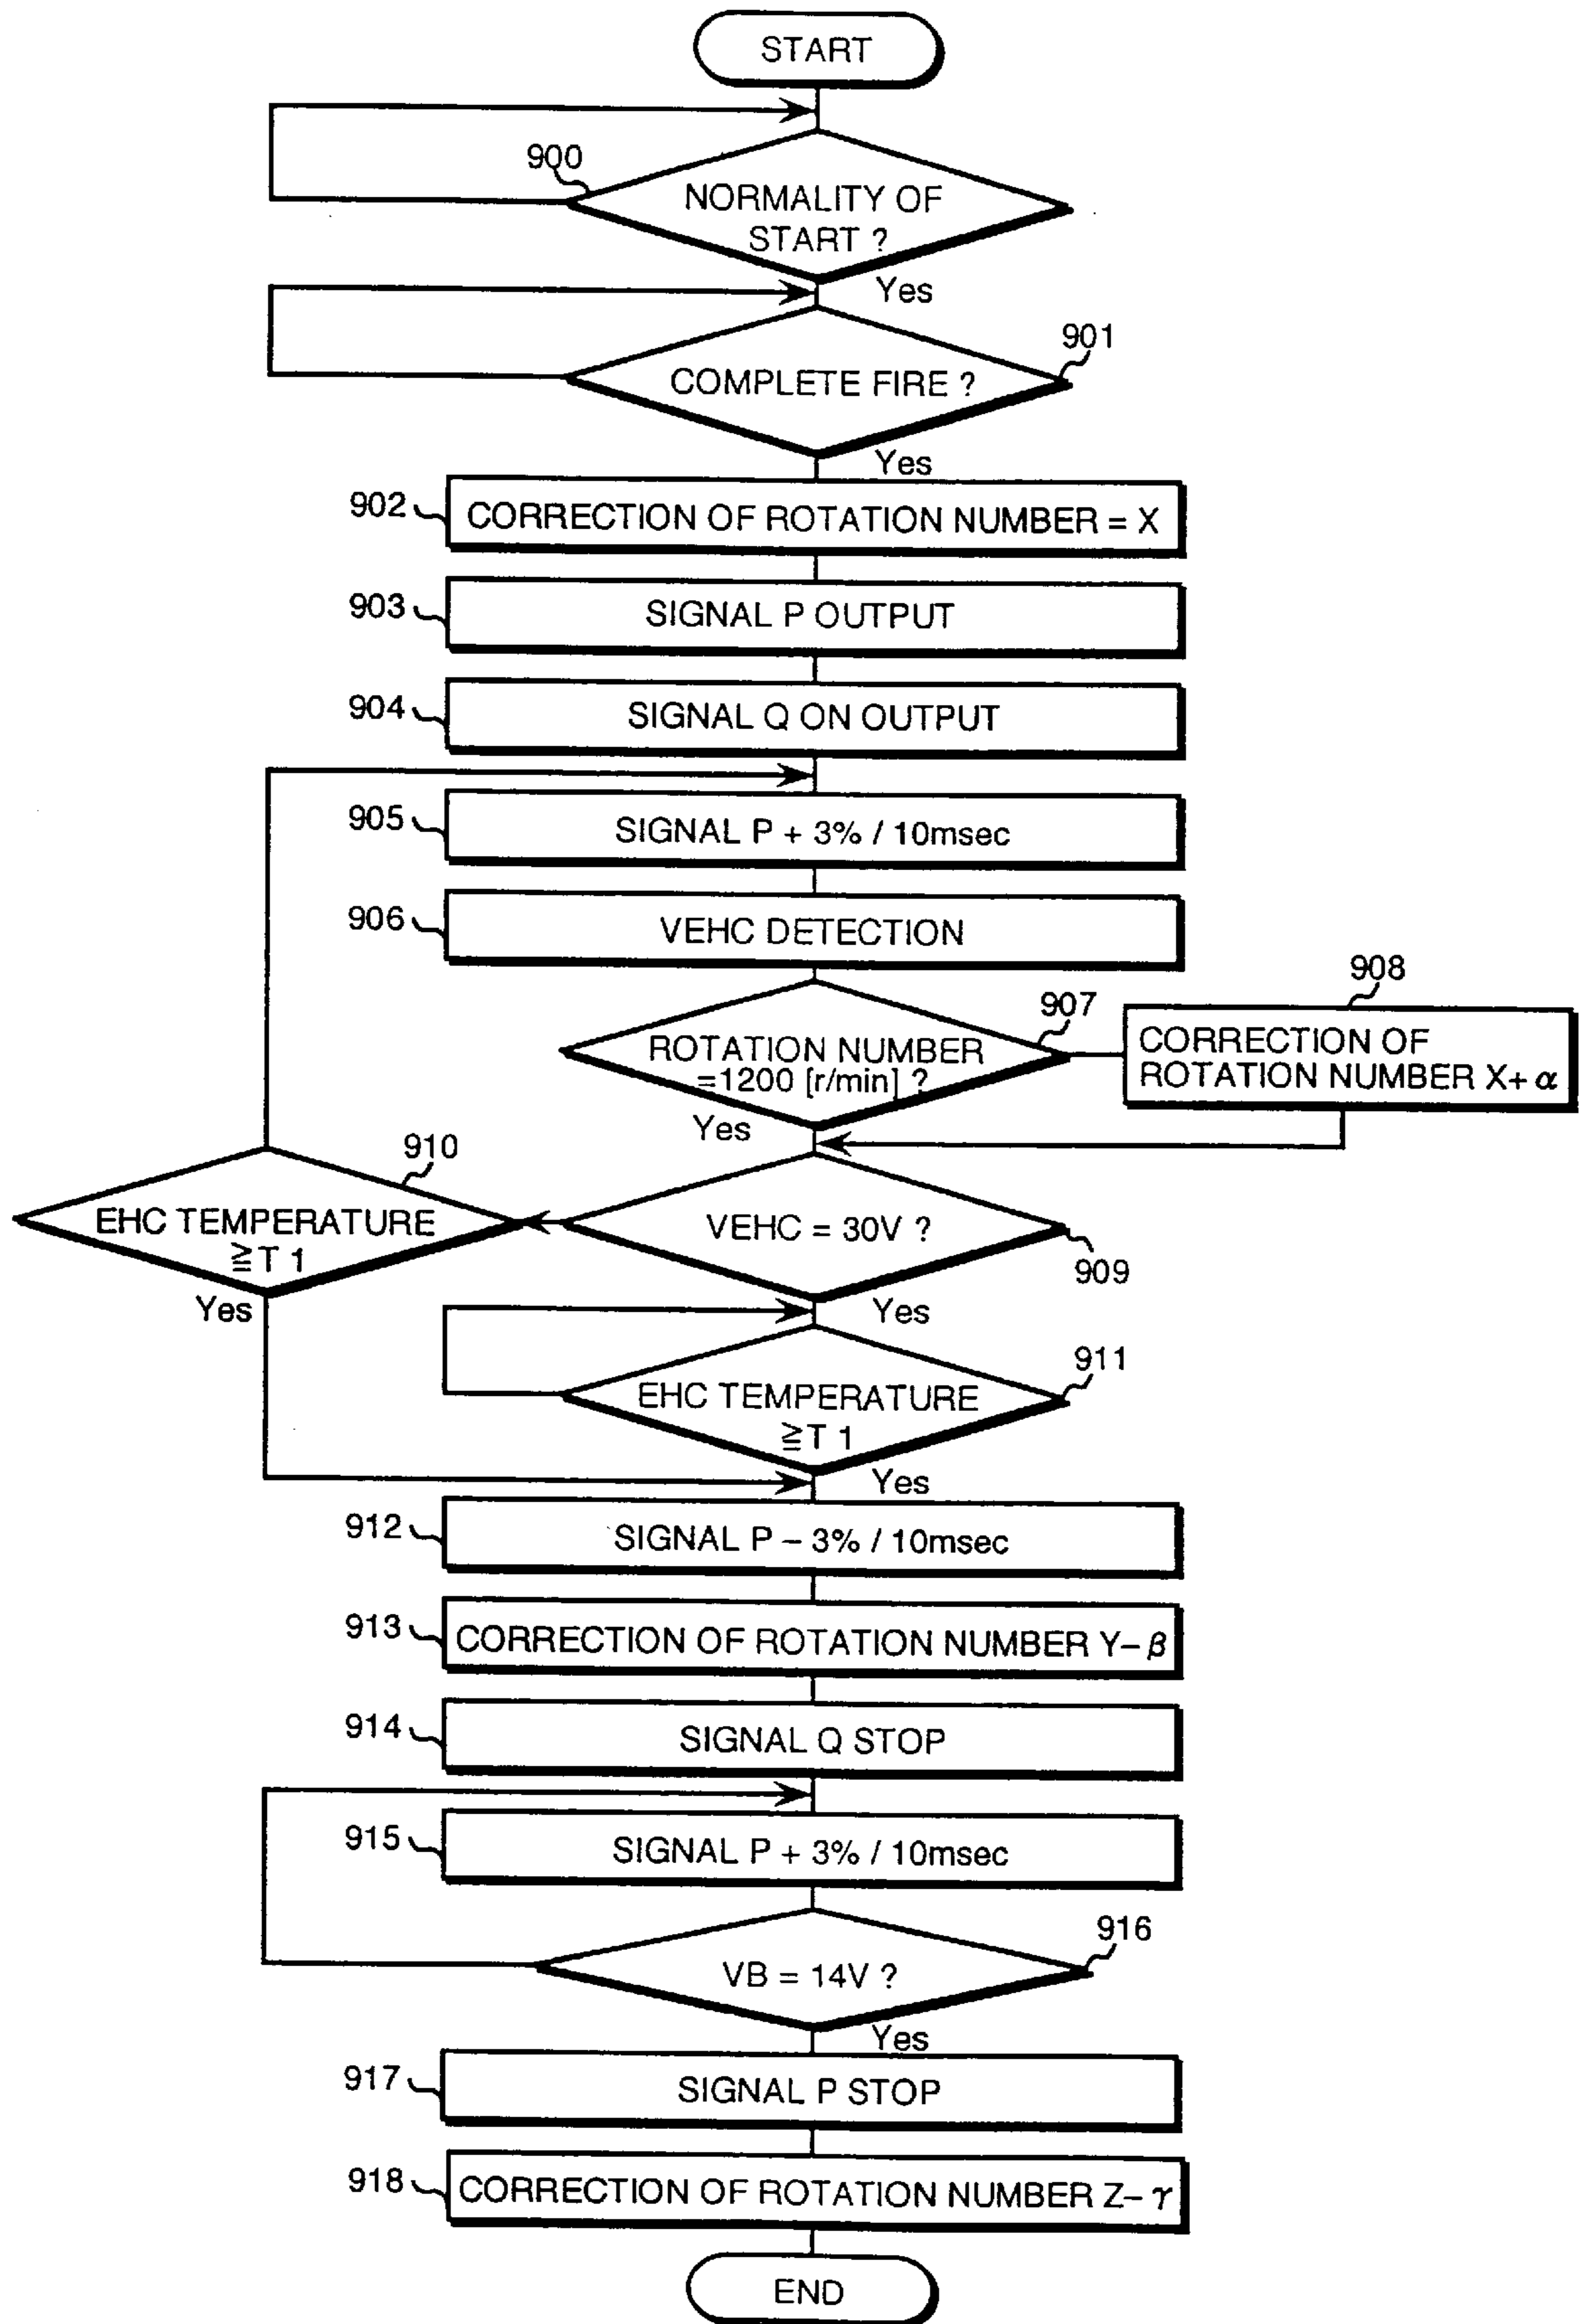 START
900
NORMALITY OF
START ?
Yes
901
COMPLETE FIRE ?
Yes
902
CORRECTION OF ROTATION NUMBER = X
903
SIGNAL P OUTPUT
904
SIGNAL Q ON OUTPUT
905
SIGNAL P + 3% / 10msec
906
VEHC DETECTION
907
ROTATION NUMBER
=1200 [r/min] ?
Yes
908
CORRECTION OF
ROTATION NUMBER X+ α
910
EHC TEMPERATURE
≧T 1
Yes
VEHC = 30V ?
909
Yes
911
EHC TEMPERATURE
≧T 1
Yes
912
SIGNAL P – 3% / 10msec
913
CORRECTION OF ROTATION NUMBER Y– β
914
SIGNAL Q STOP
915
SIGNAL P + 3% / 10msec
916
VB = 14V ?
Yes
917
SIGNAL P STOP
918
CORRECTION OF ROTATION NUMBER Z– γ
END